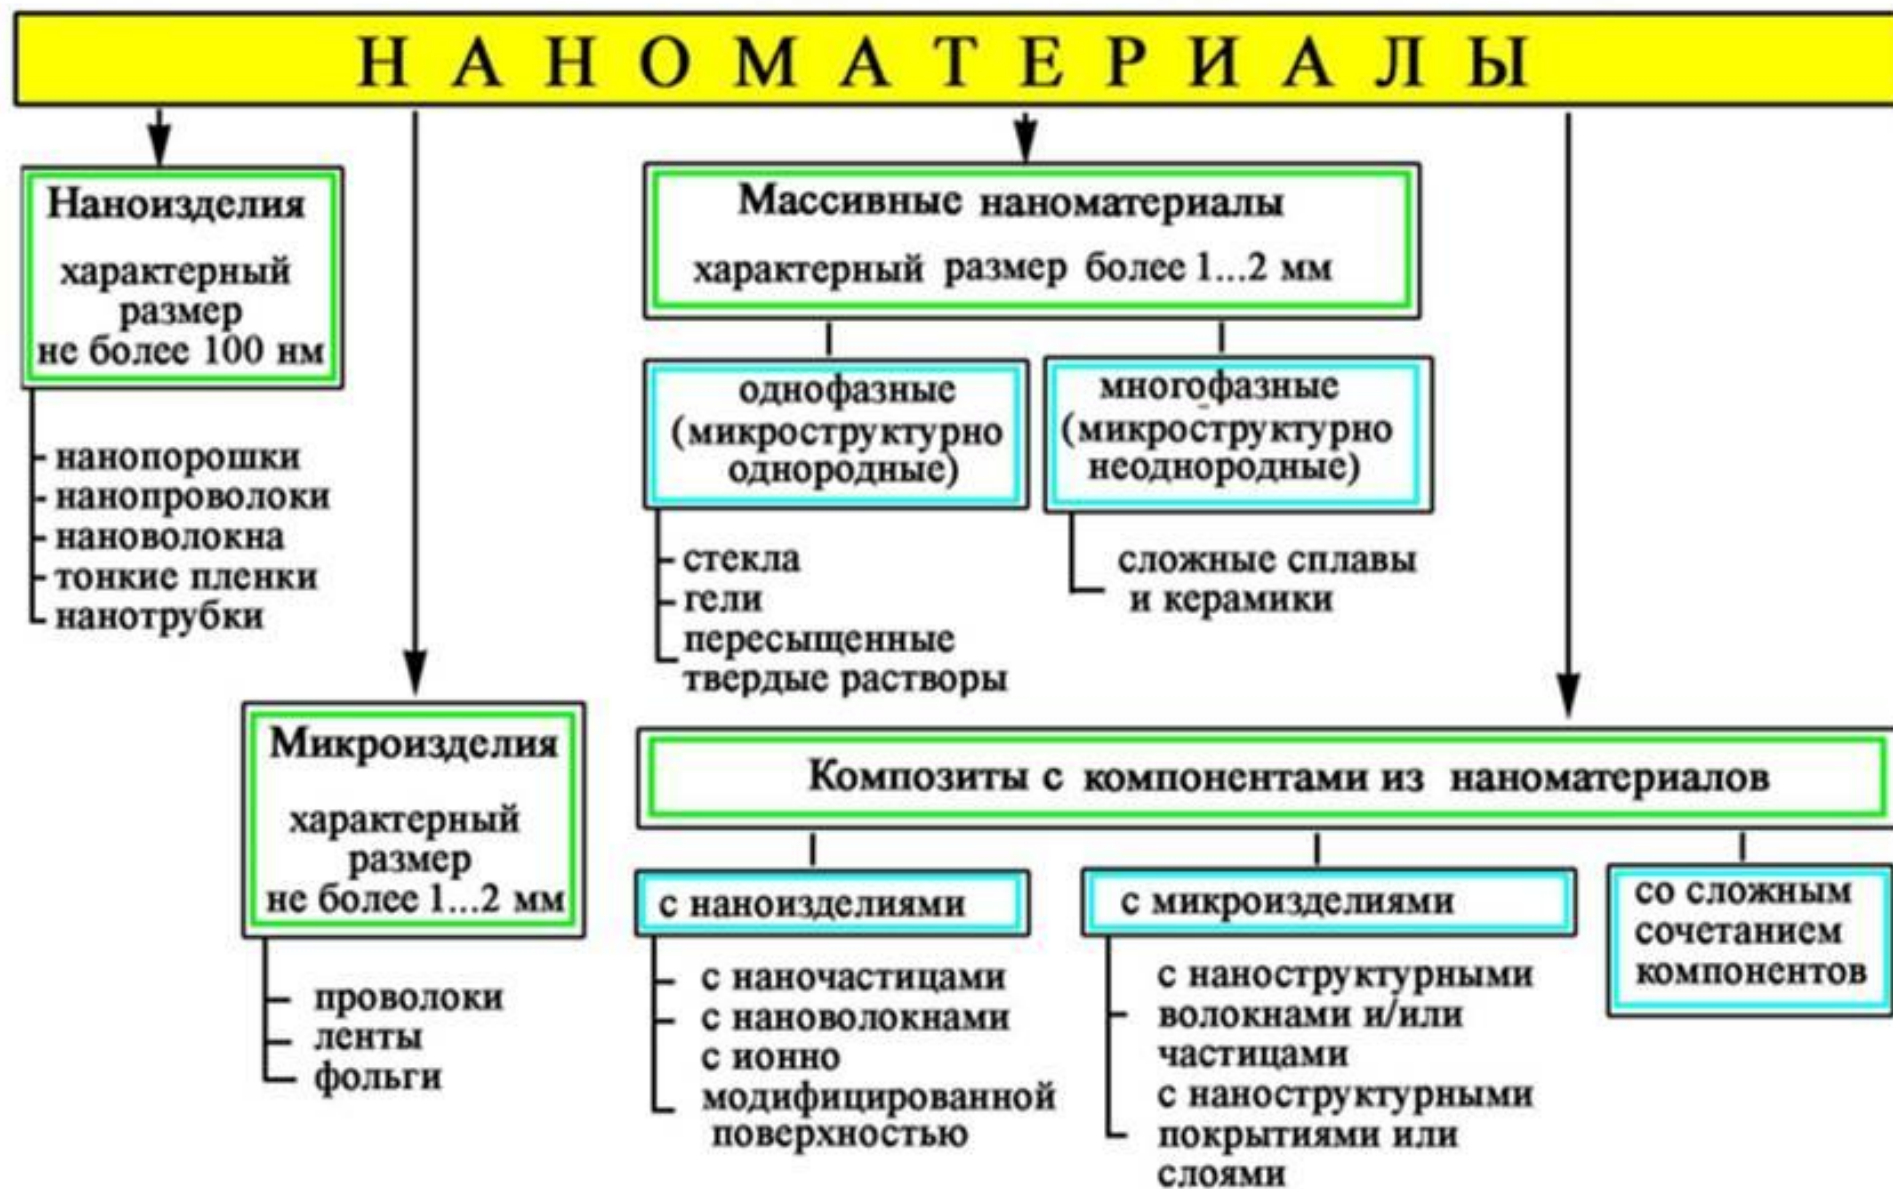 НАНОМАТЕРИАЛЫ
Наноизделия
характерный
размер
не более 100 нм
нанопорошки
нанопроволоки
нановолокна
тонкие пленки
нанотрубки
Микроизделия
характерный
размер
не более 1...2 мм
проволоки
ленты
фольги
Массивные наноматериалы
характерный размер более 1...2 мм
однофазные
(микроструктурно
однородные)
стекла
гели
пересыщенные
твердые растворы
многофазные
(микроструктурно
неоднородные)
сложные сплавы
и керамики
Композиты с компонентами из наноматериалов
с наноизделиями
с наночастицами
с нановолокнами
с ионно
модифицированной
поверхностью
с микроизделиями
с наноструктурными
волокнами и/или
частицами
с наноструктурными
покрытиями или
слоями
со сложным
сочетанием
компонентов